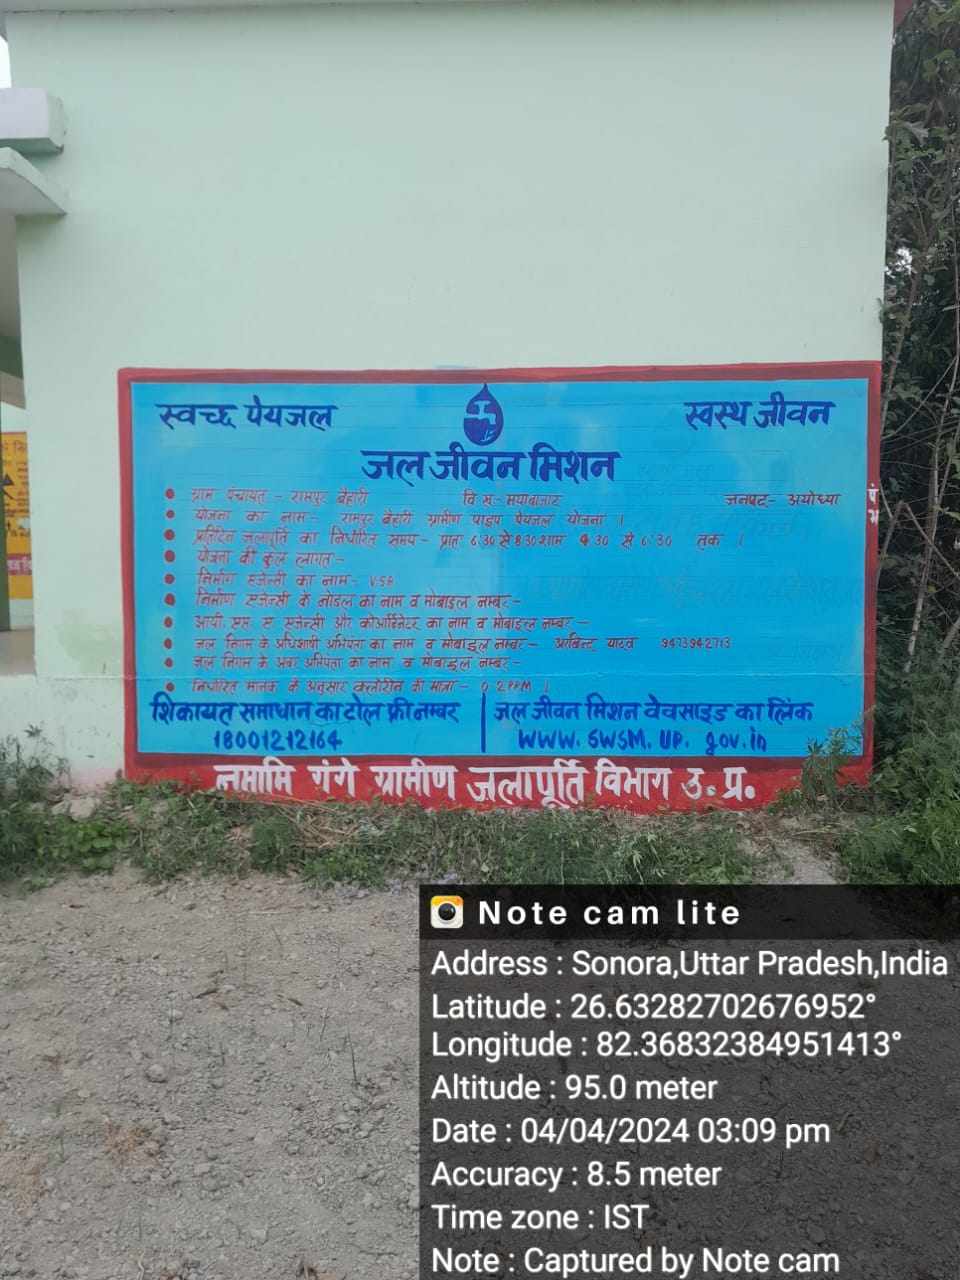 स्वच्छ पेयजल
स्वस्थ जीवन
जल जीवन मिशन
ग्राम पंचायत - रामपुर बैहारी वि ख- मयाबाजार जनपद- अयोध्या
योजना का नाम- रामपुर बैहारी ग्रामीण पाइप पेयजल योजना ।
प्रतिदिन जलापूर्ति का निर्धारित समय- प्रातः 6:30 से 8:30 शाम 4:30 से 6:30 तक ।
योजना की कुल लागत-
निर्माण एजेन्सी का नाम- VSA
निर्माण एजेन्सी के नोडल का नाम व मोबाइल नम्बर-
आयी. एस. ए एजेन्सी और कोआर्डिनेटर का नाम व मोबाइल नम्बर-
जल निगम के अधिशाषी अभियंता का नाम व मोबाइल नम्बर- अरबिन्द यादव 9473942713
जल निगम के अवर अभियंता का नाम व मोबाइल नम्बर-
निर्धारित मानक के अनुसार क्लोरीन की मात्रा- 0 2PPM ।
शिकायत समाधान का टोल फ्री नम्बर
18001212164
जल जीवन मिशन वेवसाइड का लिंक
WWW. SWSM. UP. gov.in
नमामि गंगे ग्रामीण जलापूर्ति विभाग उ. प्र.
Note cam lite
Address : Sonora,Uttar Pradesh,India
Latitude : 26.63282702676952°
Longitude : 82.36832384951413°
Altitude : 95.0 meter
Date : 04/04/2024 03:09 pm
Accuracy : 8.5 meter
Time zone : IST
Note : Captured by Note cam